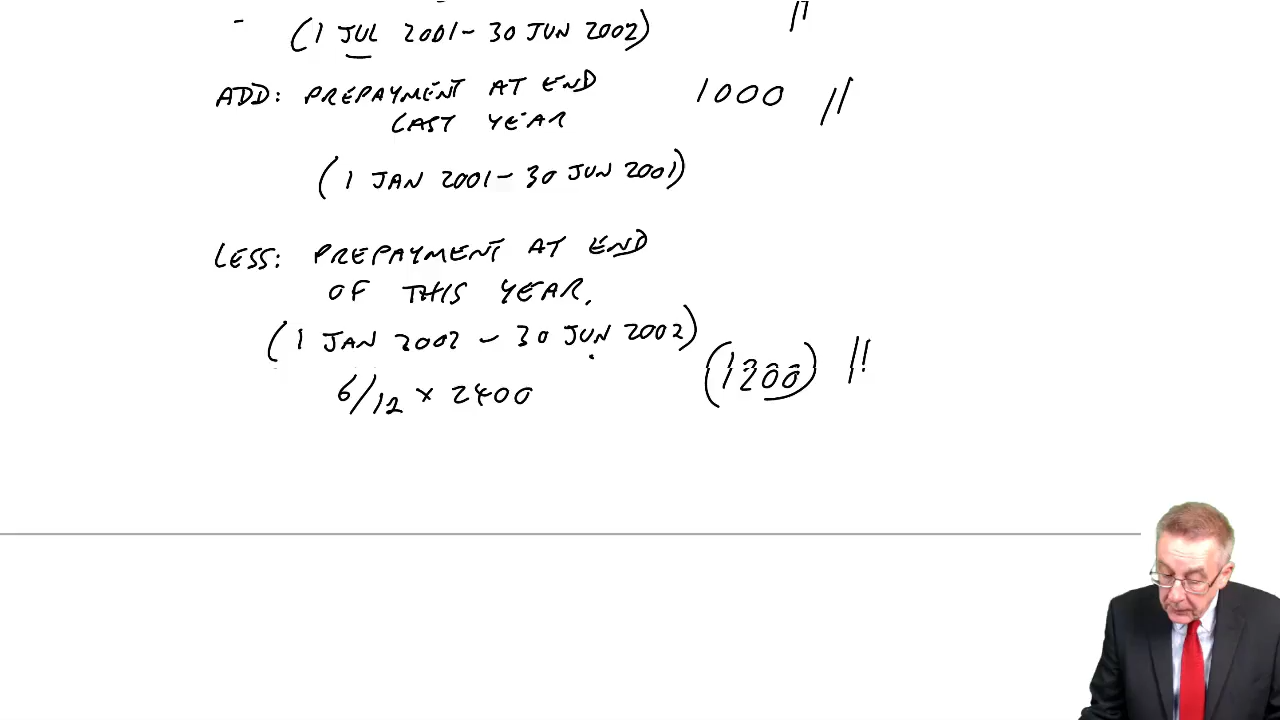 (1 JUL 2001 - 30 JUN 2002)
ADD: PREPAYMENT AT END 1000 //
LAST YEAR
(1 JAN 2001 - 30 JUN 2001)
LESS: PREPAYMENT AT END
OF THIS YEAR.
(1 JAN 2002 - 30 JUN 2002)
6/12 × 2400 (1200) //